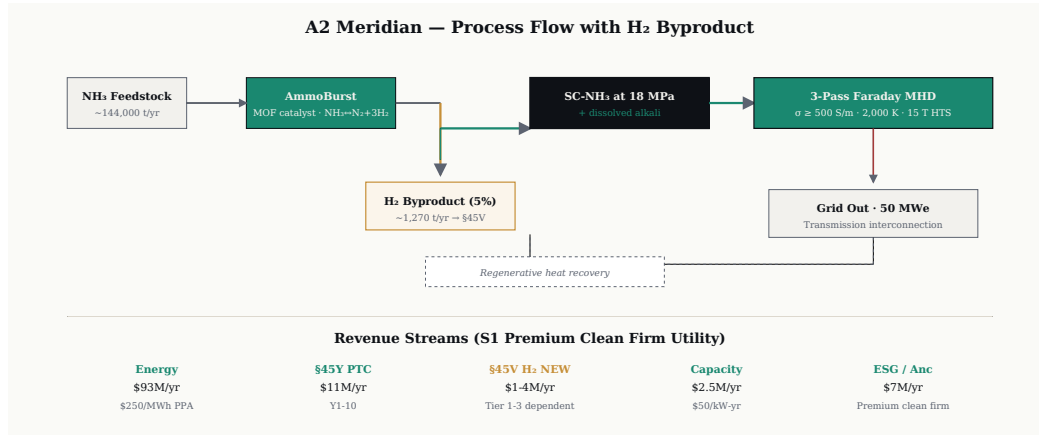 A2 Meridian — Process Flow with H₂ Byproduct
NH₃ Feedstock
~144,000 t/yr
AmmoBurst
MOF catalyst · NH₃↔N₂+3H₂
SC-NH₃ at 18 MPa
+ dissolved alkali
3-Pass Faraday MHD
σ ≥ 500 S/m · 2,000 K · 15 T HTS
H₂ Byproduct (5%)
~1,270 t/yr → §45V
Grid Out · 50 MWe
Transmission interconnection
Regenerative heat recovery
Revenue Streams (S1 Premium Clean Firm Utility)
Energy
$93M/yr
$250/MWh PPA
§45Y PTC
$11M/yr
Y1-10
§45V H₂ NEW
$1-4M/yr
Tier 1-3 dependent
Capacity
$2.5M/yr
$50/kW-yr
ESG / Anc
$7M/yr
Premium clean firm